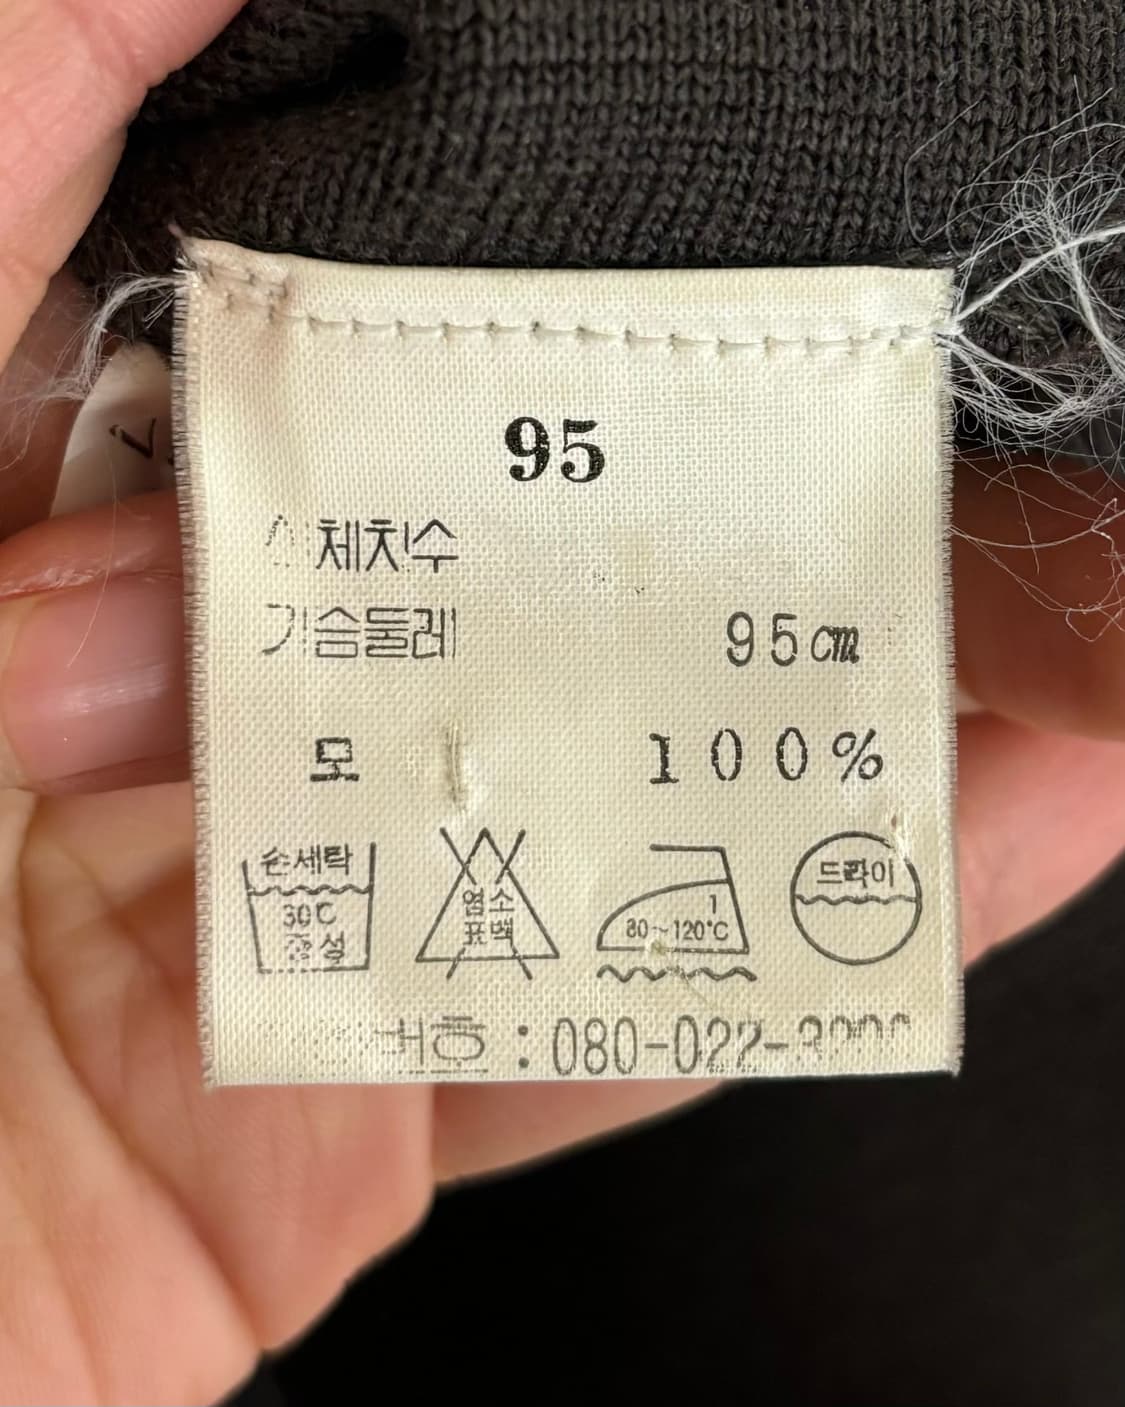 95
신체치수
가슴둘레 95cm
모 100%
손세탁
30℃
중성
염소
표백
1
80~120℃
드라이
080-022-